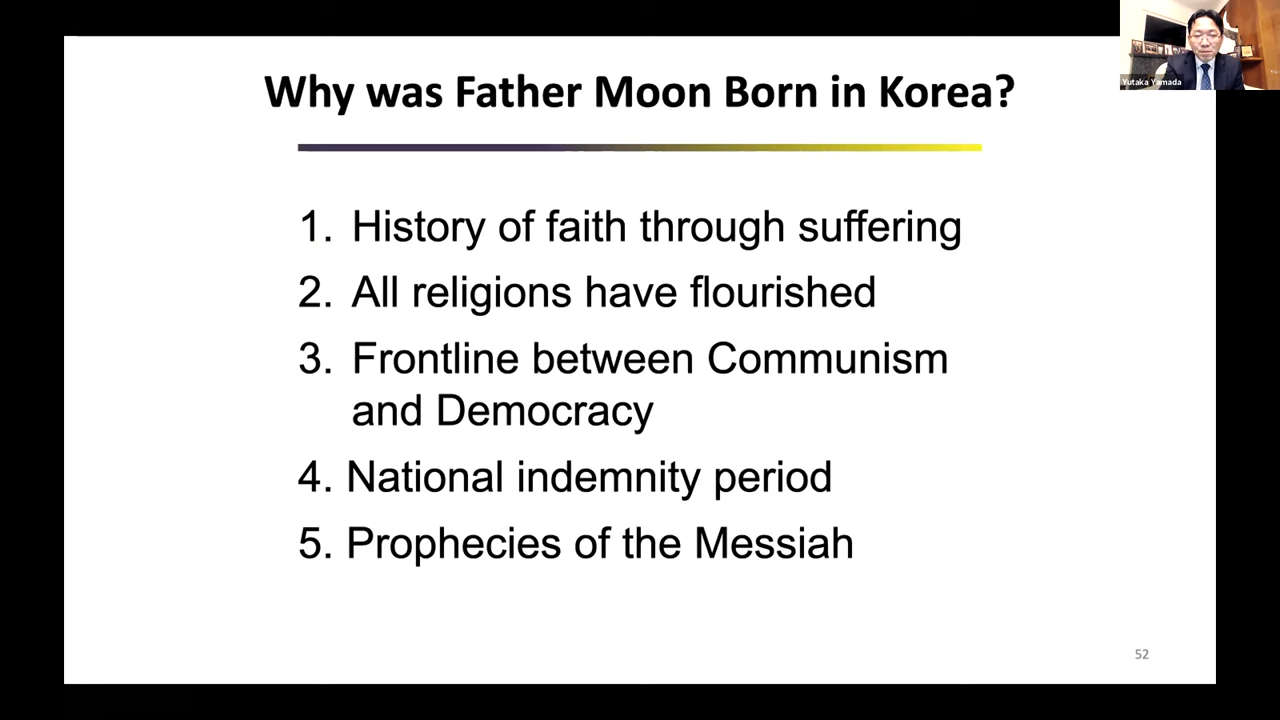 Why was Father Moon Born in Korea?
1. History of faith through suffering
2. All religions have flourished
3. Frontline between Communism
and Democracy
4. National indemnity period
5. Prophecies of the Messiah
52
Yutaka Yamada